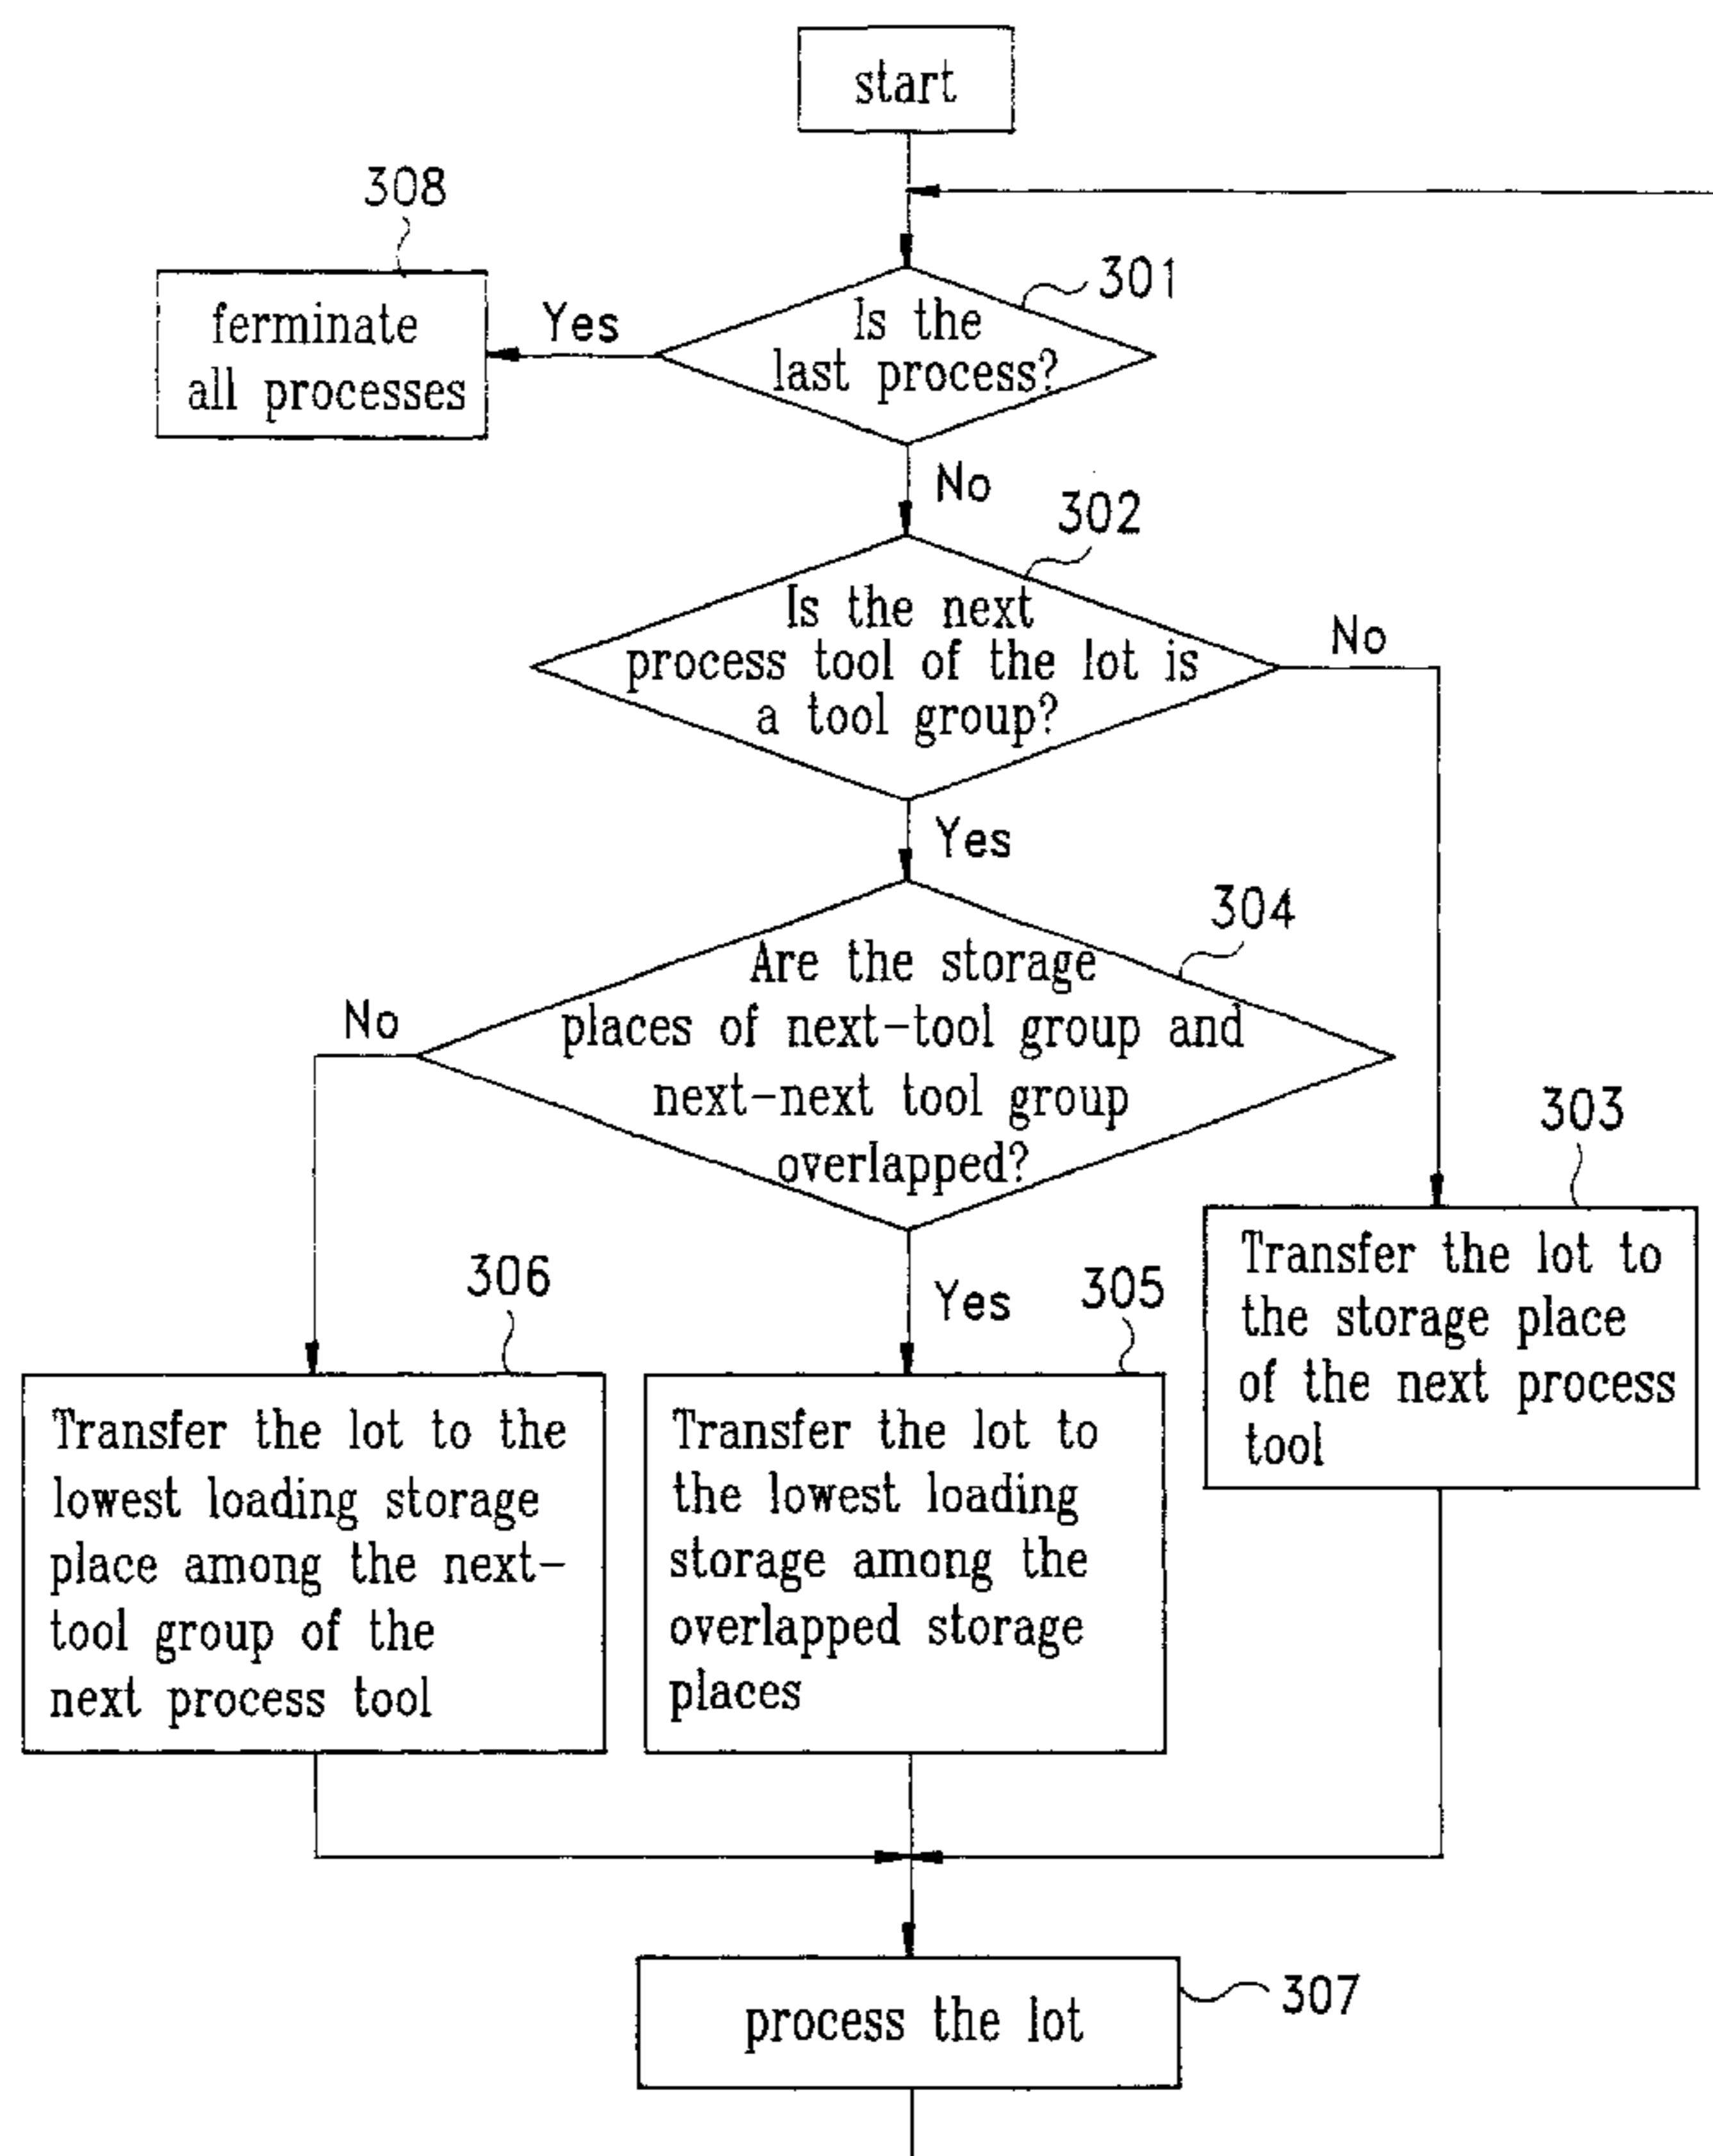 start
308
301
ferminate
all processes
Yes
Is the
last process?
No
302
Is the next
process tool of the lot is
a tool group?
No
Yes
304
Are the storage
places of next-tool group and
next-next tool group
overlapped?
No
303
Transfer the lot to
the storage place
of the next process
tool
306
Yes
305
Transfer the lot to the
lowest loading storage
place among the next-
tool group of the
next process tool
Transfer the lot to
the lowest loading
storage among the
overlapped storage
places
process the lot
307